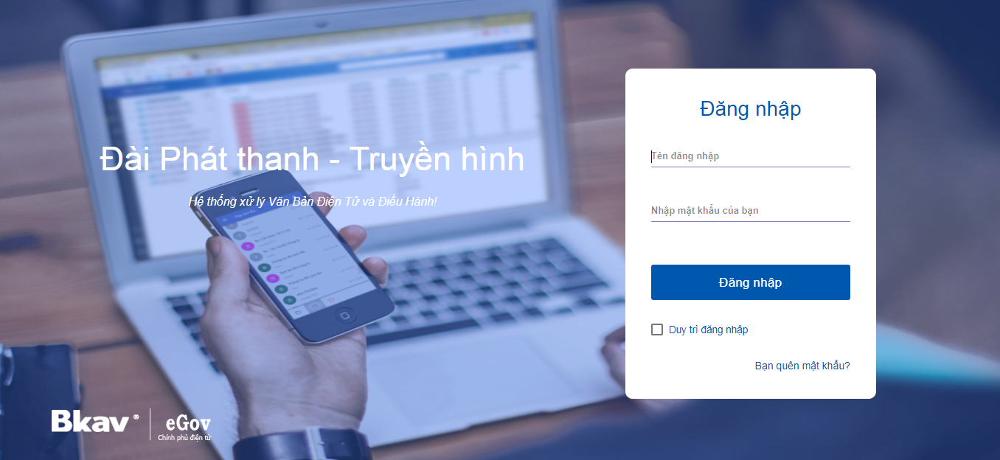 Đài Phát thanh - Truyền hình
Hệ thống xử lý Văn Bản Điện Tử và Điều Hành!
Bkav®
eGov
Chính phủ điện tử
Đăng nhập
Tên đăng nhập
Nhập mật khẩu của bạn
Đăng nhập
Duy trì đăng nhập
Bạn quên mật khẩu?